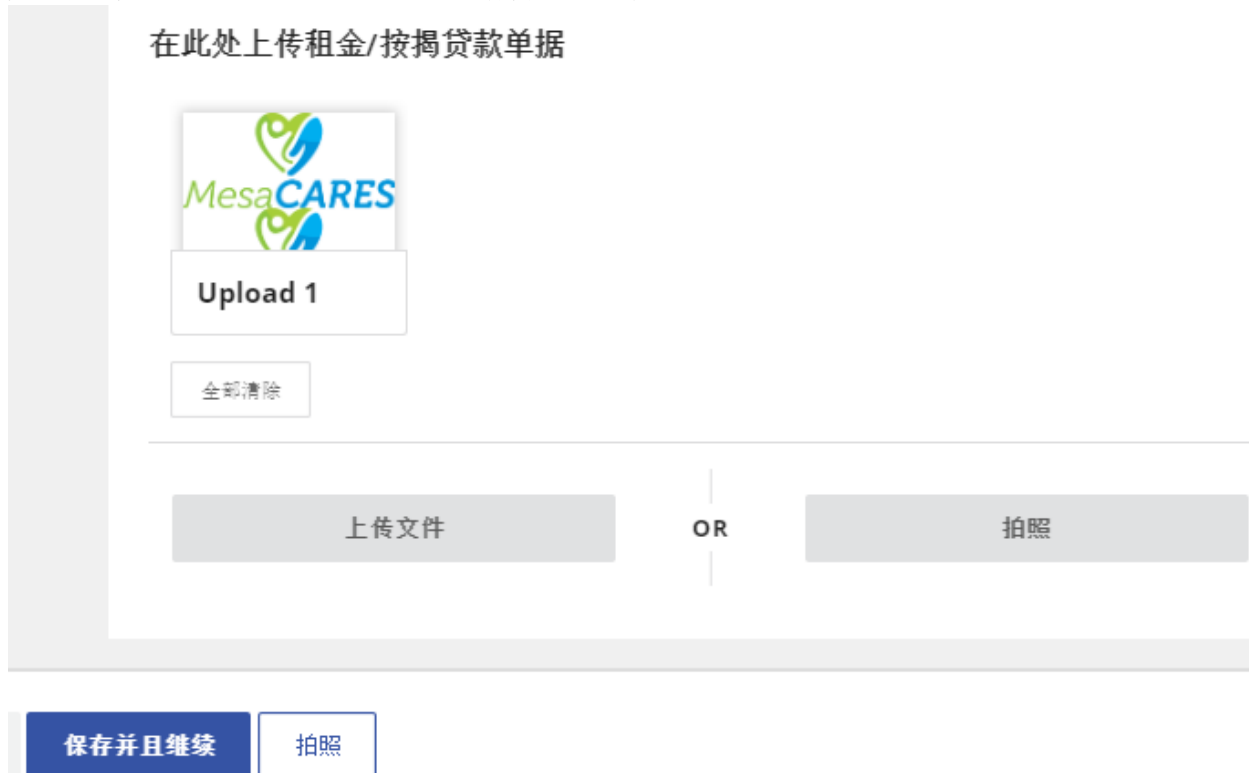 在此处上传租金/按揭贷款单据
MesaCARES
Upload 1
全部清除
上传文件
OR
拍照
保存并且继续
拍照